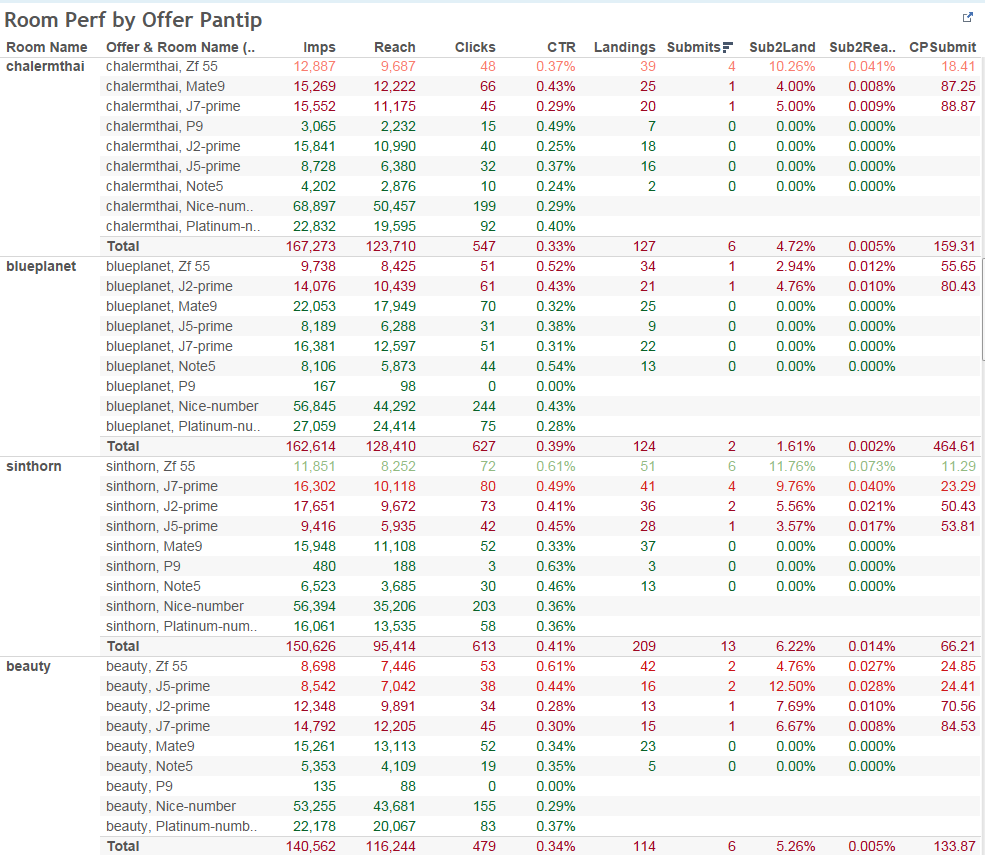 Room Perf by Offer Pantip
Room Name Offer & Room Name (.. Imps Reach Clicks CTR Landings Submits Sub2Land Sub2Rea.. CPSubmit
chalermthai chalermthai, Zf 55 12,887 9,687 48 0.37% 39 4 10.26% 0.041% 18.41
chalermthai, Mate9 15,269 12,222 66 0.43% 25 1 4.00% 0.008% 87.25
chalermthai, J7-prime 15,552 11,175 45 0.29% 20 1 5.00% 0.009% 88.87
chalermthai, P9 3,065 2,232 15 0.49% 7 0 0.00% 0.000%
chalermthai, J2-prime 15,841 10,990 40 0.25% 18 0 0.00% 0.000%
chalermthai, J5-prime 8,728 6,380 32 0.37% 16 0 0.00% 0.000%
chalermthai, Note5 4,202 2,876 10 0.24% 2 0 0.00% 0.000%
chalermthai, Nice-num.. 68,897 50,457 199 0.29%
chalermthai, Platinum-n.. 22,832 19,595 92 0.40%
Total 167,273 123,710 547 0.33% 127 6 4.72% 0.005% 159.31
blueplanet blueplanet, Zf 55 9,738 8,425 51 0.52% 34 1 2.94% 0.012% 55.65
blueplanet, J2-prime 14,076 10,439 61 0.43% 21 1 4.76% 0.010% 80.43
blueplanet, Mate9 22,053 17,949 70 0.32% 25 0 0.00% 0.000%
blueplanet, J5-prime 8,189 6,288 31 0.38% 9 0 0.00% 0.000%
blueplanet, J7-prime 16,381 12,597 51 0.31% 22 0 0.00% 0.000%
blueplanet, Note5 8,106 5,873 44 0.54% 13 0 0.00% 0.000%
blueplanet, P9 167 98 0 0.00%
blueplanet, Nice-number 56,845 44,292 244 0.43%
blueplanet, Platinum-nu.. 27,059 24,414 75 0.28%
Total 162,614 128,410 627 0.39% 124 2 1.61% 0.002% 464.61
sinthorn sinthorn, Zf 55 11,851 8,252 72 0.61% 51 6 11.76% 0.073% 11.29
sinthorn, J7-prime 16,302 10,118 80 0.49% 41 4 9.76% 0.040% 23.29
sinthorn, J2-prime 17,651 9,672 73 0.41% 36 2 5.56% 0.021% 50.43
sinthorn, J5-prime 9,416 5,935 42 0.45% 28 1 3.57% 0.017% 53.81
sinthorn, Mate9 15,948 11,108 52 0.33% 37 0 0.00% 0.000%
sinthorn, P9 480 188 3 0.63% 3 0 0.00% 0.000%
sinthorn, Note5 6,523 3,685 30 0.46% 13 0 0.00% 0.000%
sinthorn, Nice-number 56,394 35,206 203 0.36%
sinthorn, Platinum-num.. 16,061 13,535 58 0.36%
Total 150,626 95,414 613 0.41% 209 13 6.22% 0.014% 66.21
beauty beauty, Zf 55 8,698 7,446 53 0.61% 42 2 4.76% 0.027% 24.85
beauty, J5-prime 8,542 7,042 38 0.44% 16 2 12.50% 0.028% 24.41
beauty, J2-prime 12,348 9,891 34 0.28% 13 1 7.69% 0.010% 70.56
beauty, J7-prime 14,792 12,205 45 0.30% 15 1 6.67% 0.008% 84.53
beauty, Mate9 15,261 13,113 52 0.34% 23 0 0.00% 0.000%
beauty, Note5 5,353 4,109 19 0.35% 5 0 0.00% 0.000%
beauty, P9 135 88 0 0.00%
beauty, Nice-number 53,255 43,681 155 0.29%
beauty, Platinum-numb.. 22,178 20,067 83 0.37%
Total 140,562 116,244 479 0.34% 114 6 5.26% 0.005% 133.87